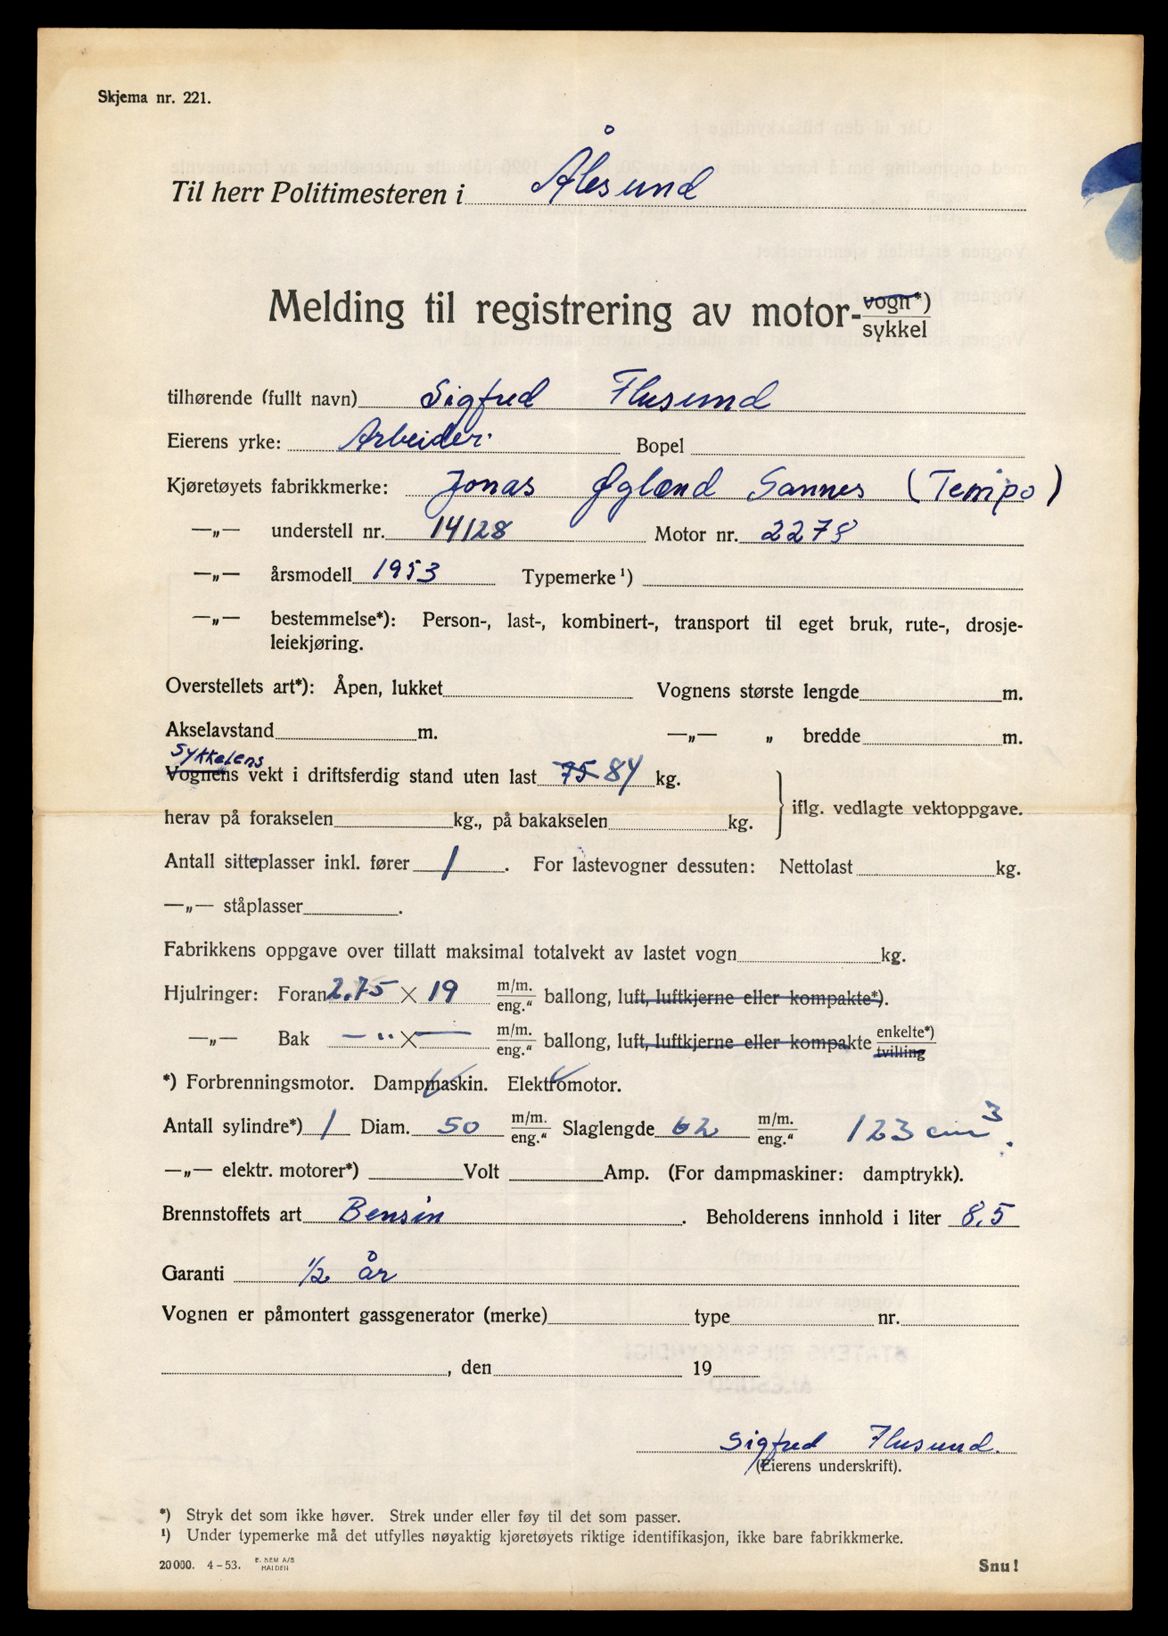 Skjema nr. 221.
Til herr Politimesteren i Ålesund
Melding til registrering av motor-vogn*)
sykkel
tilhørende (fullt navn) Sigfred Flusund
Eierens yrke: Arbeider. Bopel
Kjøretøyets fabrikkmerke: Jonas Øglænd Sannes (Tempo)
—„— understell nr. 14128 Motor nr. 2278
—„— årsmodell 1953 Typemerke¹)
—„— bestemmelse*): Person-, last-, kombinert-, transport til eget bruk, rute-, drosje-
leiekjøring.
Overstellets art*): Åpen, lukket Vognens største lengde m.
Akselavstand m. —„— „ bredde m.
Sykkelens
Vognens vekt i driftsferdig stand uten last 75 84 kg.
herav på forakselen kg., på bakakselen kg. iflg. vedlagte vektoppgave.
Antall sitteplasser inkl. fører 1. For lastevogner dessuten: Nettolast kg.
—„— ståplasser .
Fabrikkens oppgave over tillatt maksimal totalvekt av lastet vogn kg.
Hjulringer: Foran 2.75 × 19 m/m. eng.“ ballong, luft, luftkjerne eller kompakte*).
—„— Bak — „ × — m/m. eng.“ ballong, luft, luftkjerne eller kompakte enkelte*) tvilling
*) Forbrenningsmotor. Dampmaskin. Elektromotor.
Antall sylindre*) 1 Diam. 50 m/m. eng.“ Slaglengde 62 m/m. eng.“ 123 cm³.
—„— elektr. motorer*) Volt Amp. (For dampmaskiner: damptrykk).
Brennstoffets art Bensin . Beholderens innhold i liter 8,5
Garanti ½ år
Vognen er påmontert gassgenerator (merke) type nr.
, den 19
Sigfred Flusund.
(Eierens underskrift).
*) Stryk det som ikke høver. Strek under eller føy til det som passer.
¹) Under typemerke må det utfylles nøyaktig kjøretøyets riktige identifikasjon, ikke bare fabrikkmerke.
20 000. 4-53. E. SEM A/S HALDEN Snu!